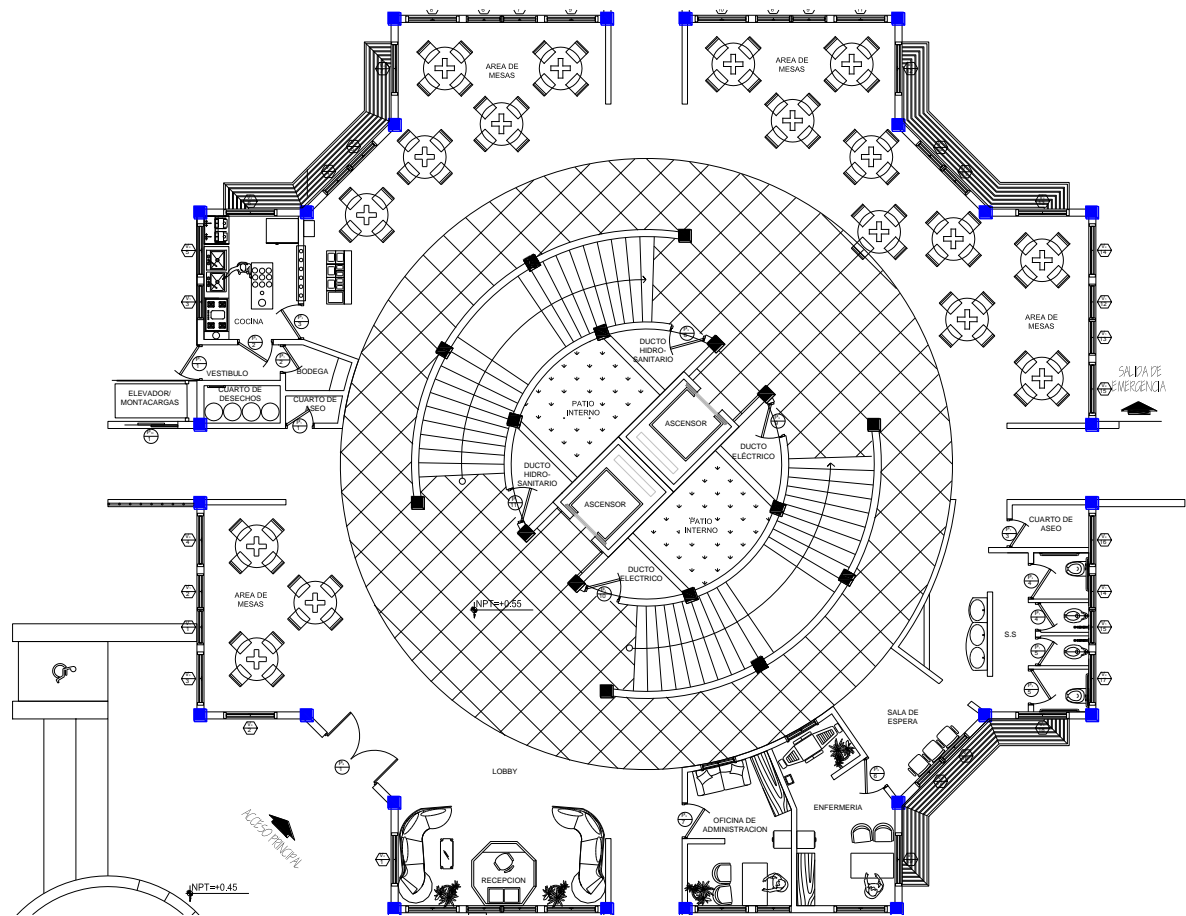 AREA DE
MESAS
AREA DE
MESAS
COCINA
AREA DE
MESAS
SALIDA DE
EMERGENCIA
DUCTO
HIDRO-
SANITARIO
VESTIBULO
BODEGA
ELEVADOR/
MONTACARGAS
CUARTO DE
DESECHOS
CUARTO DE
ASEO
PATIO
INTERNO
ASCENSOR
DUCTO
ELÉCTRICO
DUCTO
HIDRO-
SANITARIO
ASCENSOR
PATIO
INTERNO
CUARTO DE
ASEO
DUCTO
ELECTRICO
AREA DE
MESAS
NPT=+0.55
S.S
SALA DE
ESPERA
LOBBY
ENFERMERIA
OFICINA DE
ADMINISTRACION
ACCESO PRINCIPAL
RECEPCION
NPT=+0.45